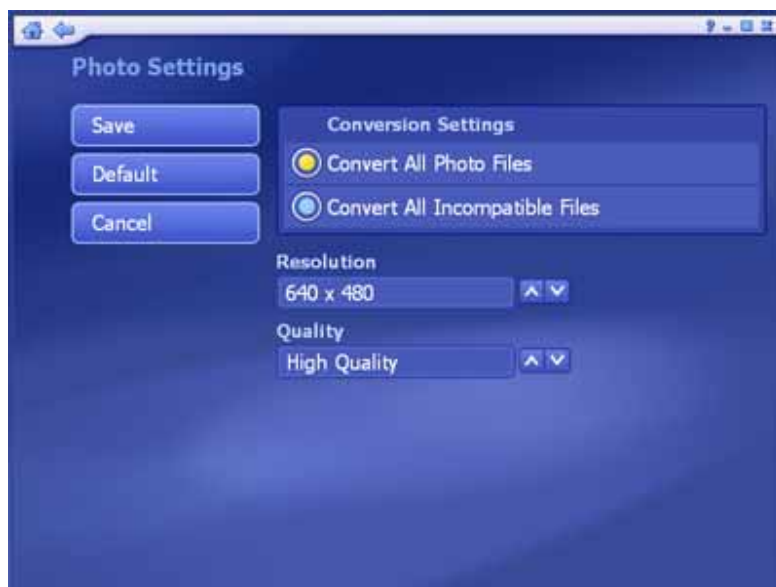 ?
Photo Settings
Save
Default
Cancel
Conversion Settings
Convert All Photo Files
Convert All Incompatible Files
Resolution
640 x 480
Quality
High Quality